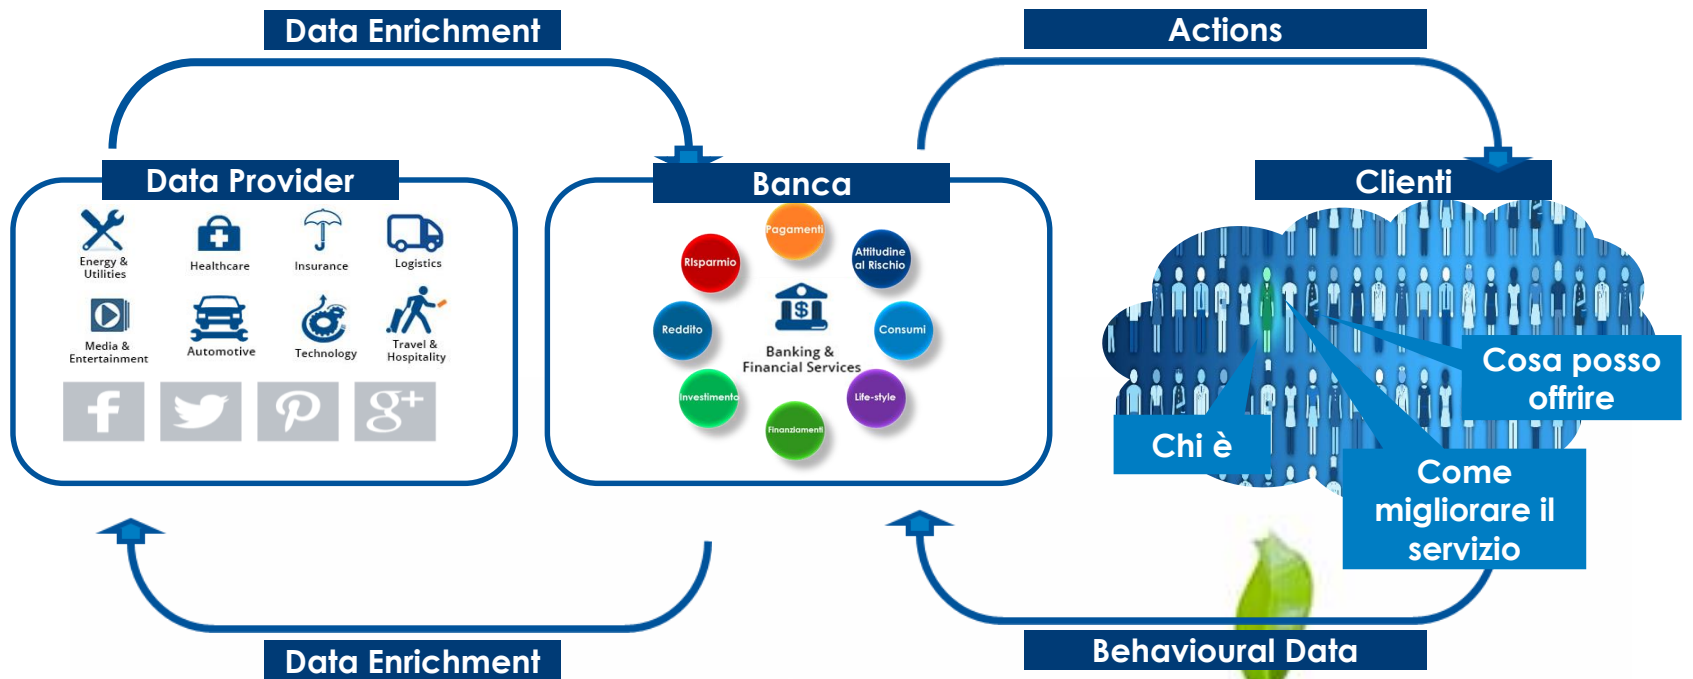 Data Enrichment
Actions
Data Provider
Banca
Clienti
Energy &
Utilities
Healthcare
Insurance
Logistics
Media &
Entertainment
Automotive
Technology
Travel &
Hospitality
f
g+
Pagamenti
RIsparmio
Attitudine
al Rischio
Reddito
$
Consumi
Banking &
Financial Services
Investimento
Life-style
Finanziamenti
Cosa posso
offrire
Chi è
Come
migliorare il
servizio
Data Enrichment
Behavioural Data